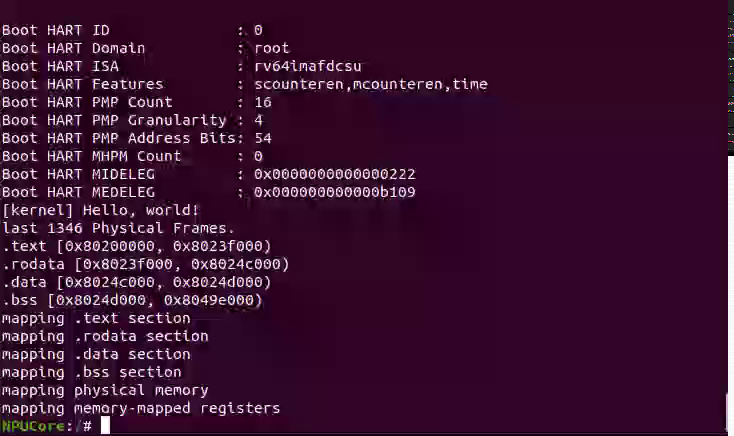 Boot HART ID : 0
Boot HART Domain : root
Boot HART ISA : rv64imafdcsu
Boot HART Features : scounteren,mcounteren,time
Boot HART PMP Count : 16
Boot HART PMP Granularity : 4
Boot HART PMP Address Bits: 54
Boot HART MHPM Count : 0
Boot HART MIDELEG : 0x0000000000000222
Boot HART MEDELEG : 0x000000000000b109
[kernel] Hello, world!
last 1346 Physical Frames.
.text [0x80200000, 0x8023f000)
.rodata [0x8023f000, 0x8024c000)
.data [0x8024c000, 0x8024d000)
.bss [0x8024d000, 0x8049e000)
mapping .text section
mapping .rodata section
mapping .data section
mapping .bss section
mapping physical memory
mapping memory-mapped registers
NPUCore:/#